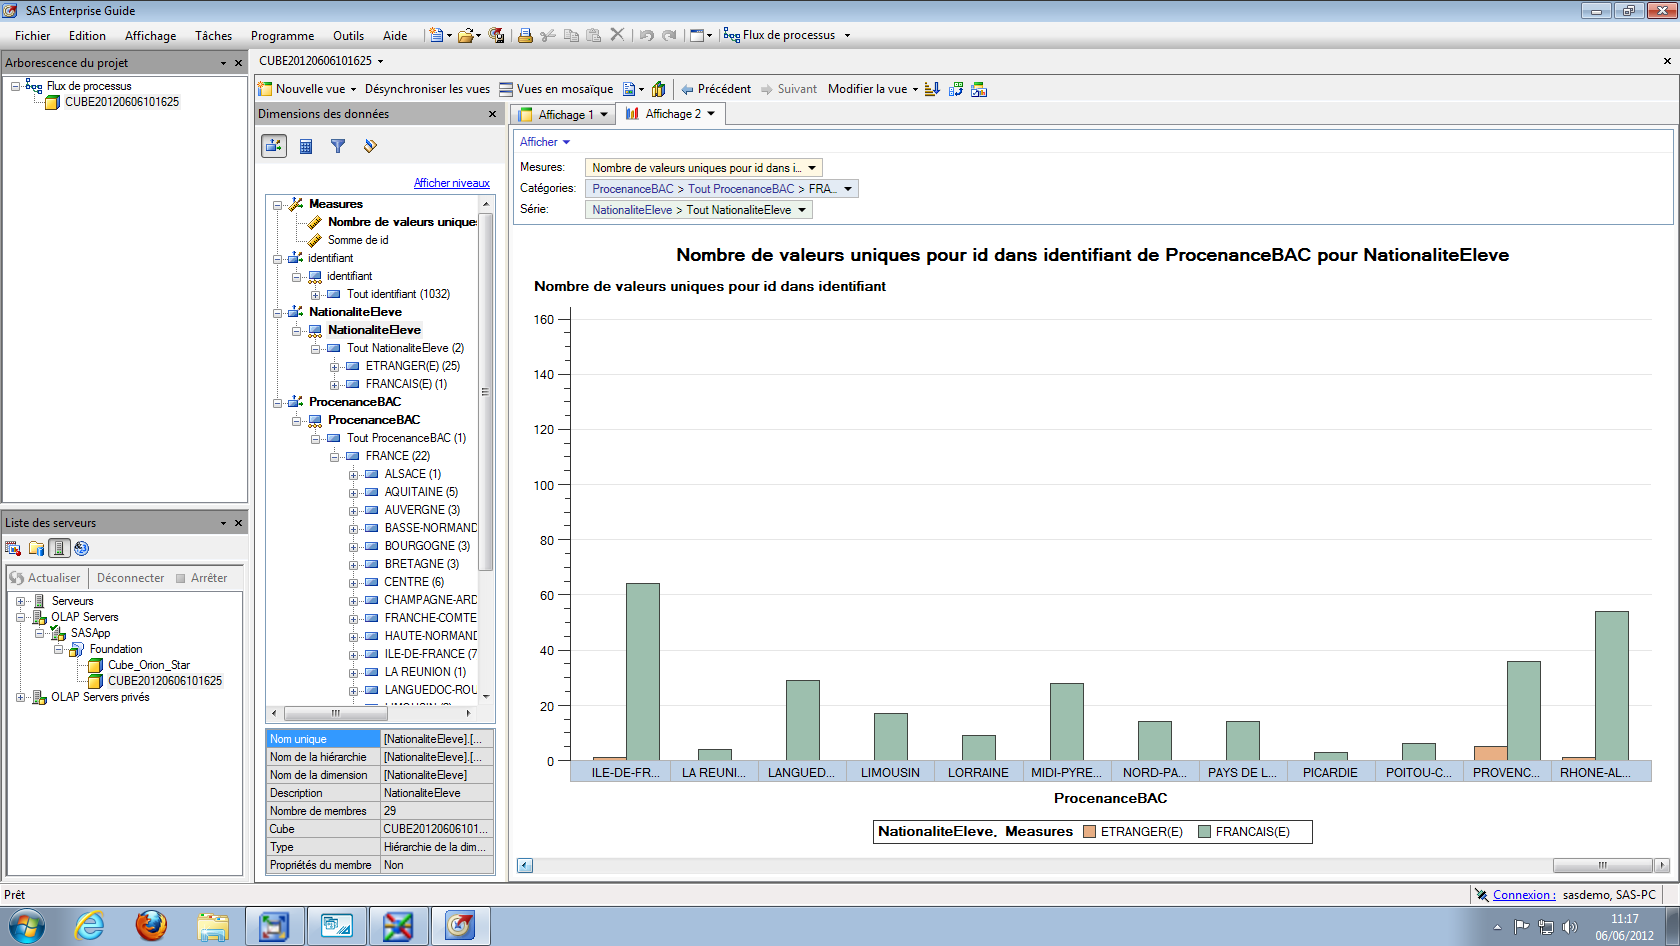 SAS Enterprise Guide
Fichier Edition Affichage Tâches Programme Outils Aide Flux de processus
Arborescence du projet
Flux de processus
CUBE20120606101625
Liste des serveurs
Actualiser Déconnecter Arrêter
Serveurs
OLAP Servers
SASApp
Foundation
Cube_Orion_Star
CUBE20120606101625
OLAP Servers privés
CUBE20120606101625
Nouvelle vue Désynchroniser les vues Vues en mosaïque Précédent Suivant Modifier la vue
Dimensions des données
Afficher niveaux
Measures
Nombre de valeurs uniques
Somme de id
identifiant
identifiant
Tout identifiant (1032)
NationaliteEleve
NationaliteEleve
Tout NationaliteEleve (2)
ETRANGER(E) (25)
FRANCAIS(E) (1)
ProcenanceBAC
ProcenanceBAC
Tout ProcenanceBAC (1)
FRANCE (22)
ALSACE (1)
AQUITAINE (5)
AUVERGNE (3)
BASSE-NORMAND
BOURGOGNE (3)
BRETAGNE (3)
CENTRE (6)
CHAMPAGNE-ARD
FRANCHE-COMTE
HAUTE-NORMAND
ILE-DE-FRANCE (7
LA REUNION (1)
LANGUEDOC-ROU
Nom unique [NationaliteEleve].[...
Nom de la hiérarchie [NationaliteEleve].[...
Nom de la dimension [NationaliteEleve]
Description NationaliteEleve
Nombre de membres 29
Cube CUBE20120606101...
Type Hiérarchie de la dim...
Propriétés du membre Non
Affichage 1 Affichage 2
Afficher
Mesures: Nombre de valeurs uniques pour id dans i...
Catégories: ProcenanceBAC > Tout ProcenanceBAC > FRA...
Série: NationaliteEleve > Tout NationaliteEleve
Nombre de valeurs uniques pour id dans identifiant de ProcenanceBAC pour NationaliteEleve
Nombre de valeurs uniques pour id dans identifiant
160
140
120
100
80
60
40
20
0
ILE-DE-FR... LA REUNI... LANGUED... LIMOUSIN LORRAINE MIDI-PYRE... NORD-PA... PAYS DE L... PICARDIE POITOU-C... PROVENC... RHONE-AL...
ProcenanceBAC
NationaliteEleve, Measures ETRANGER(E) FRANCAIS(E)
Prêt
Connexion : sasdemo, SAS-PC
11:17
06/06/2012